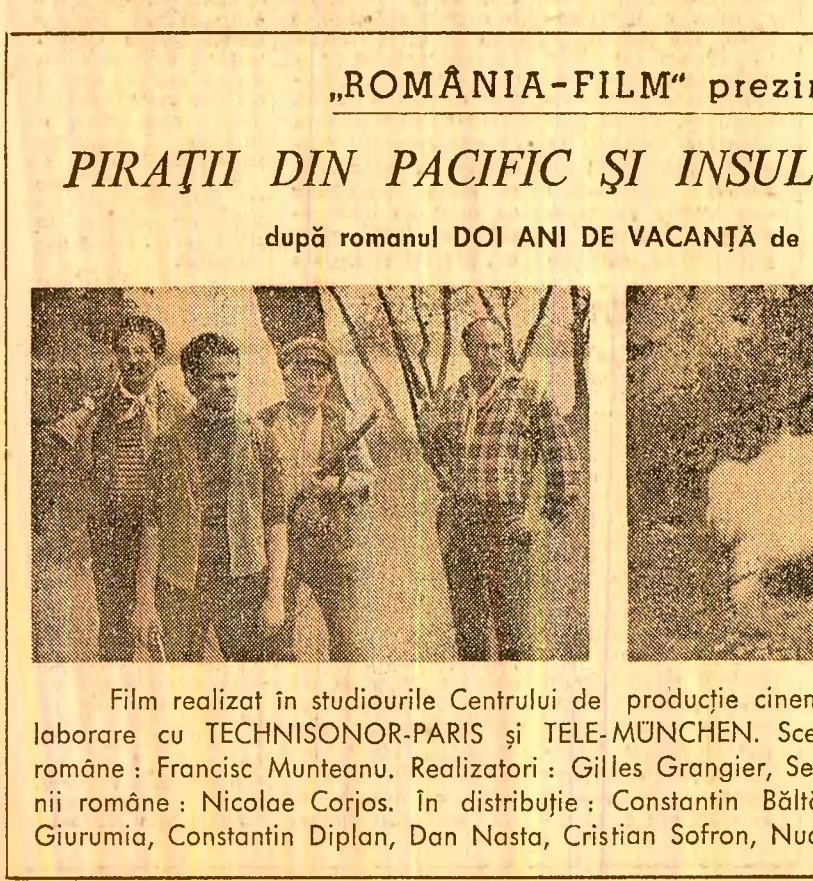 „ROMÂNIA-FILM“ prezin
PIRAŢII DIN PACIFIC ŞI INSUL
după romanul DOI ANI DE VACANŢĂ de
Film realizat în studiourile Centrului de producţie cinem
laborare cu TECHNISONOR-PARIS şi TELE-MÜNCHEN. Sce
române : Francisc Munteanu. Realizatori : Gilles Grangier, Se
nii române : Nicolae Corjos. În distribuţie : Constantin Bălt
Giurumia, Constantin Diplan, Dan Nasta, Cristian Sofron, Nuc